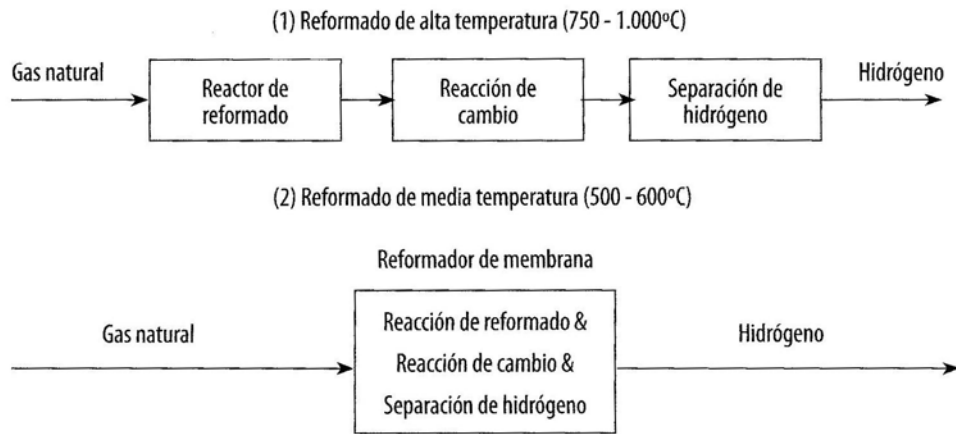 (1) Reformado de alta temperatura (750 - 1.000ºC)
Gas natural
Reactor de
reformado
Reacción de
cambio
Separación de
hidrógeno
Hidrógeno
(2) Reformado de media temperatura (500 - 600ºC)
Reformador de membrana
Gas natural
Reacción de reformado &
Reacción de cambio &
Separación de hidrógeno
Hidrógeno